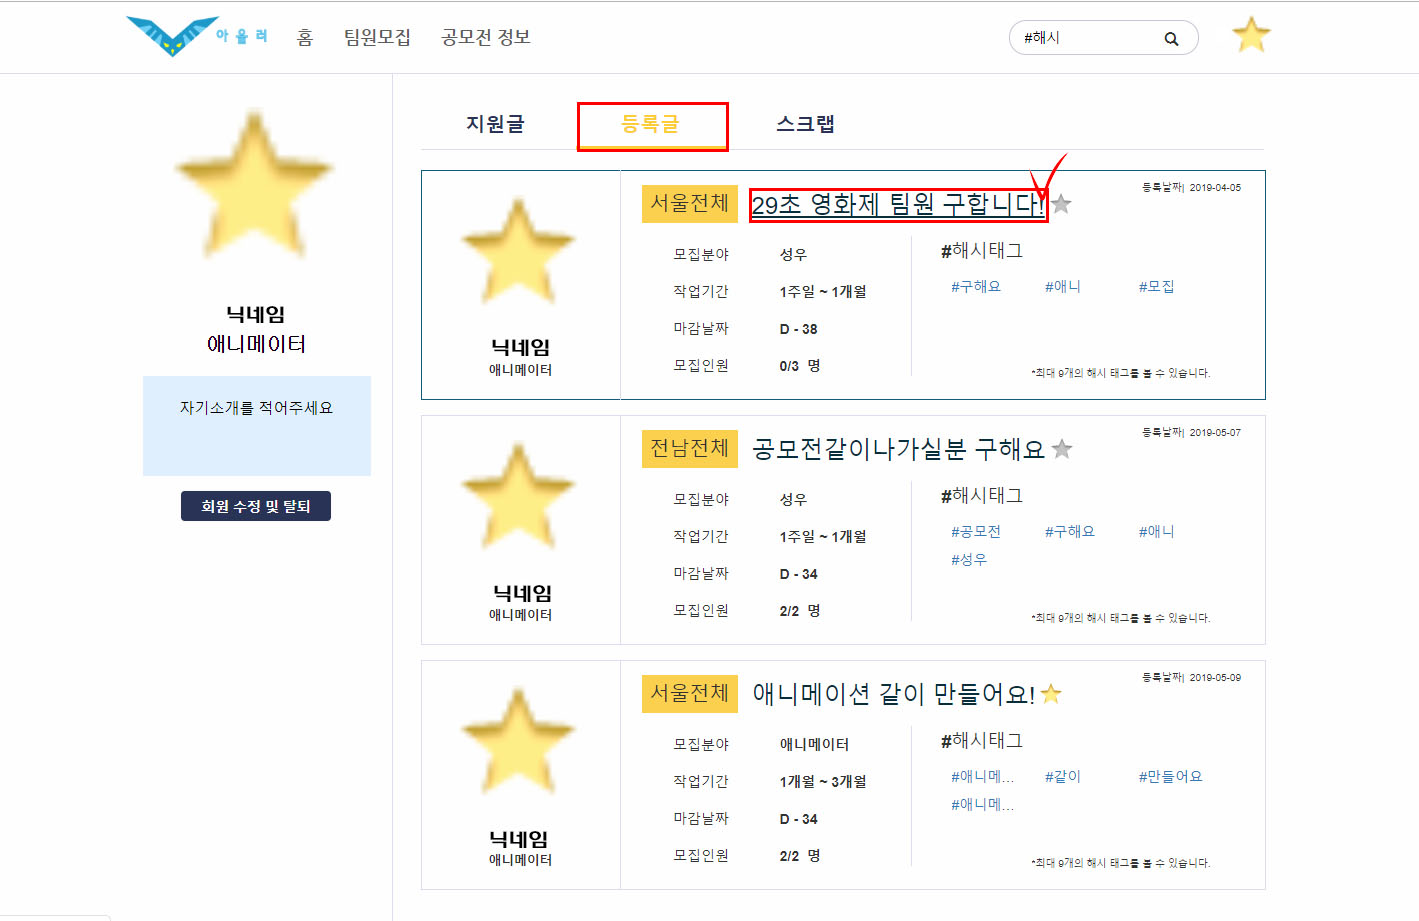 아울러 홈 팀원모집 공모전 정보 #해시
닉네임
애니메이터
자기소개를 적어주세요
회원 수정 및 탈퇴
지원글 등록글 스크랩
서울전체 29초 영화제 팀원 구합니다! 등록날짜| 2019-04-05
모집분야 성우 #해시태그
작업기간 1주일 ~ 1개월 #구해요 #애니 #모집
마감날짜 D - 38
모집인원 0/3 명
닉네임
애니메이터
*최대 9개의 해시 태그를 볼 수 있습니다.
전남전체 공모전같이나가실분 구해요 등록날짜| 2019-05-07
모집분야 성우 #해시태그
작업기간 1주일 ~ 1개월 #공모전 #구해요 #애니
#성우
마감날짜 D - 34
모집인원 2/2 명
닉네임
애니메이터
*최대 9개의 해시 태그를 볼 수 있습니다.
서울전체 애니메이션 같이 만들어요! 등록날짜| 2019-05-09
모집분야 애니메이터 #해시태그
작업기간 1개월 ~ 3개월 #애니메... #같이 #만들어요
#애니메...
마감날짜 D - 34
모집인원 2/2 명
닉네임
애니메이터
*최대 9개의 해시 태그를 볼 수 있습니다.